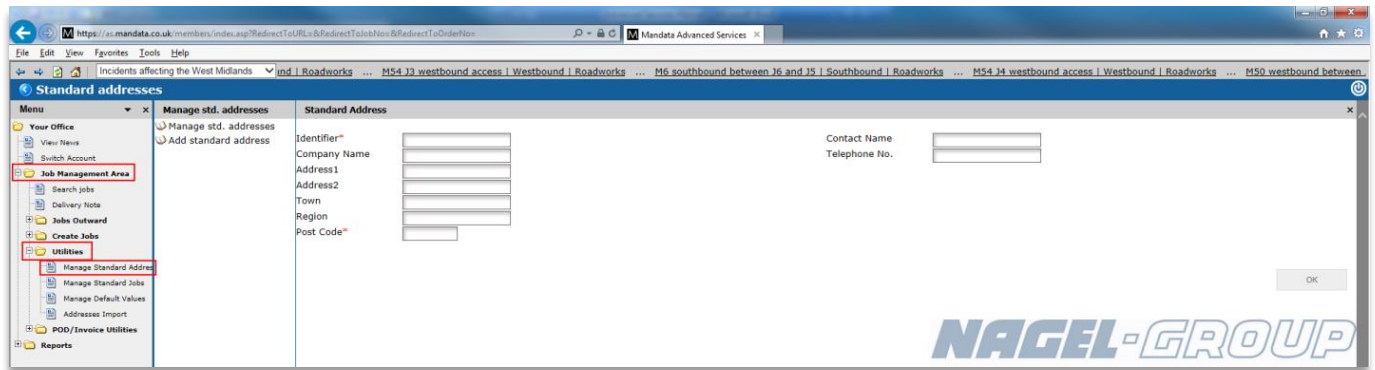 https://as.mandata.co.uk/members/index.asp?RedirectToURL=&RedirectToJobNo=&RedirectToOrderNo=
Mandata Advanced Services
File Edit View Favorites Tools Help
Incidents affecting the West Midlands
ind | Roadworks ... M54 J3 westbound access | Westbound | Roadworks ... M6 southbound between J6 and J5 | Southbound | Roadworks ... M54 J4 westbound access | Westbound | Roadworks ... M50 westbound between
Standard addresses
Menu
Manage std. addresses
Standard Address
Your Office
View News
Switch Account
Job Management Area
Search jobs
Delivery Note
Jobs Outward
Create Jobs
Utilities
Manage Standard Addres
Manage Standard Jobs
Manage Default Values
Addresses Import
POD/Invoice Utilities
Reports
Manage std. addresses
Add standard address
Identifier*
Company Name
Address1
Address2
Town
Region
Post Code*
Contact Name
Telephone No.
OK
NAGEL-GROUP